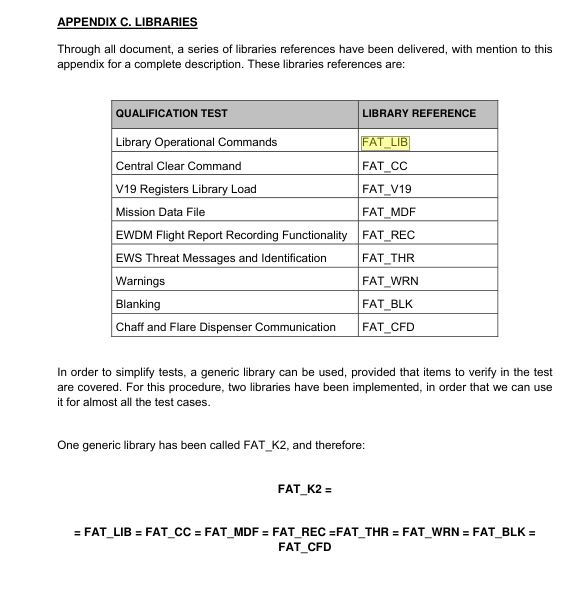 APPENDIX C. LIBRARIES
Through all document, a series of libraries references have been delivered, with mention to this
appendix for a complete description. These libraries references are:
QUALIFICATION TEST LIBRARY REFERENCE
Library Operational Commands FAT_LIB
Central Clear Command FAT_CC
V19 Registers Library Load FAT_V19
Mission Data File FAT_MDF
EWDM Flight Report Recording Functionality FAT_REC
EWS Threat Messages and Identification FAT_THR
Warnings FAT_WRN
Blanking FAT_BLK
Chaff and Flare Dispenser Communication FAT_CFD
In order to simplify tests, a generic library can be used, provided that items to verify in the test
are covered. For this procedure, two libraries have been implemented, in order that we can use
it for almost all the test cases.
One generic library has been called FAT_K2, and therefore:
FAT_K2 =
= FAT_LIB = FAT_CC = FAT_MDF = FAT_REC =FAT_THR = FAT_WRN = FAT_BLK =
FAT_CFD